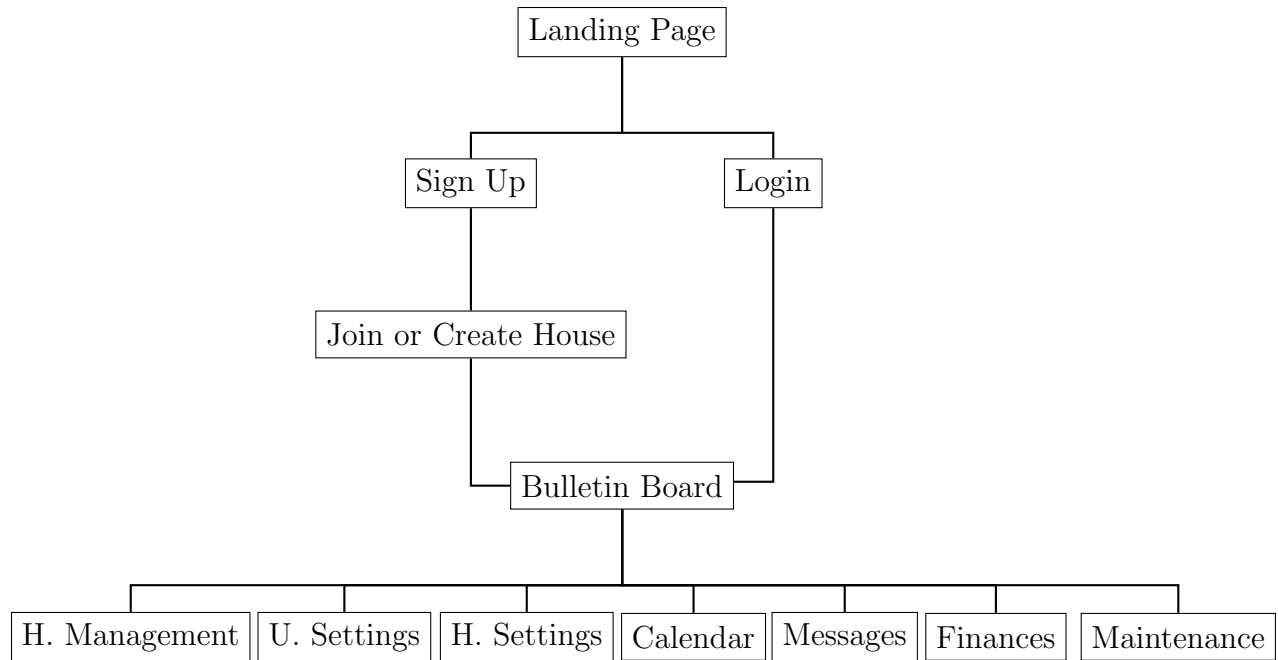 Landing Page
Sign Up
Login
Join or Create House
Bulletin Board
H. Management
U. Settings
H. Settings
Calendar
Messages
Finances
Maintenance